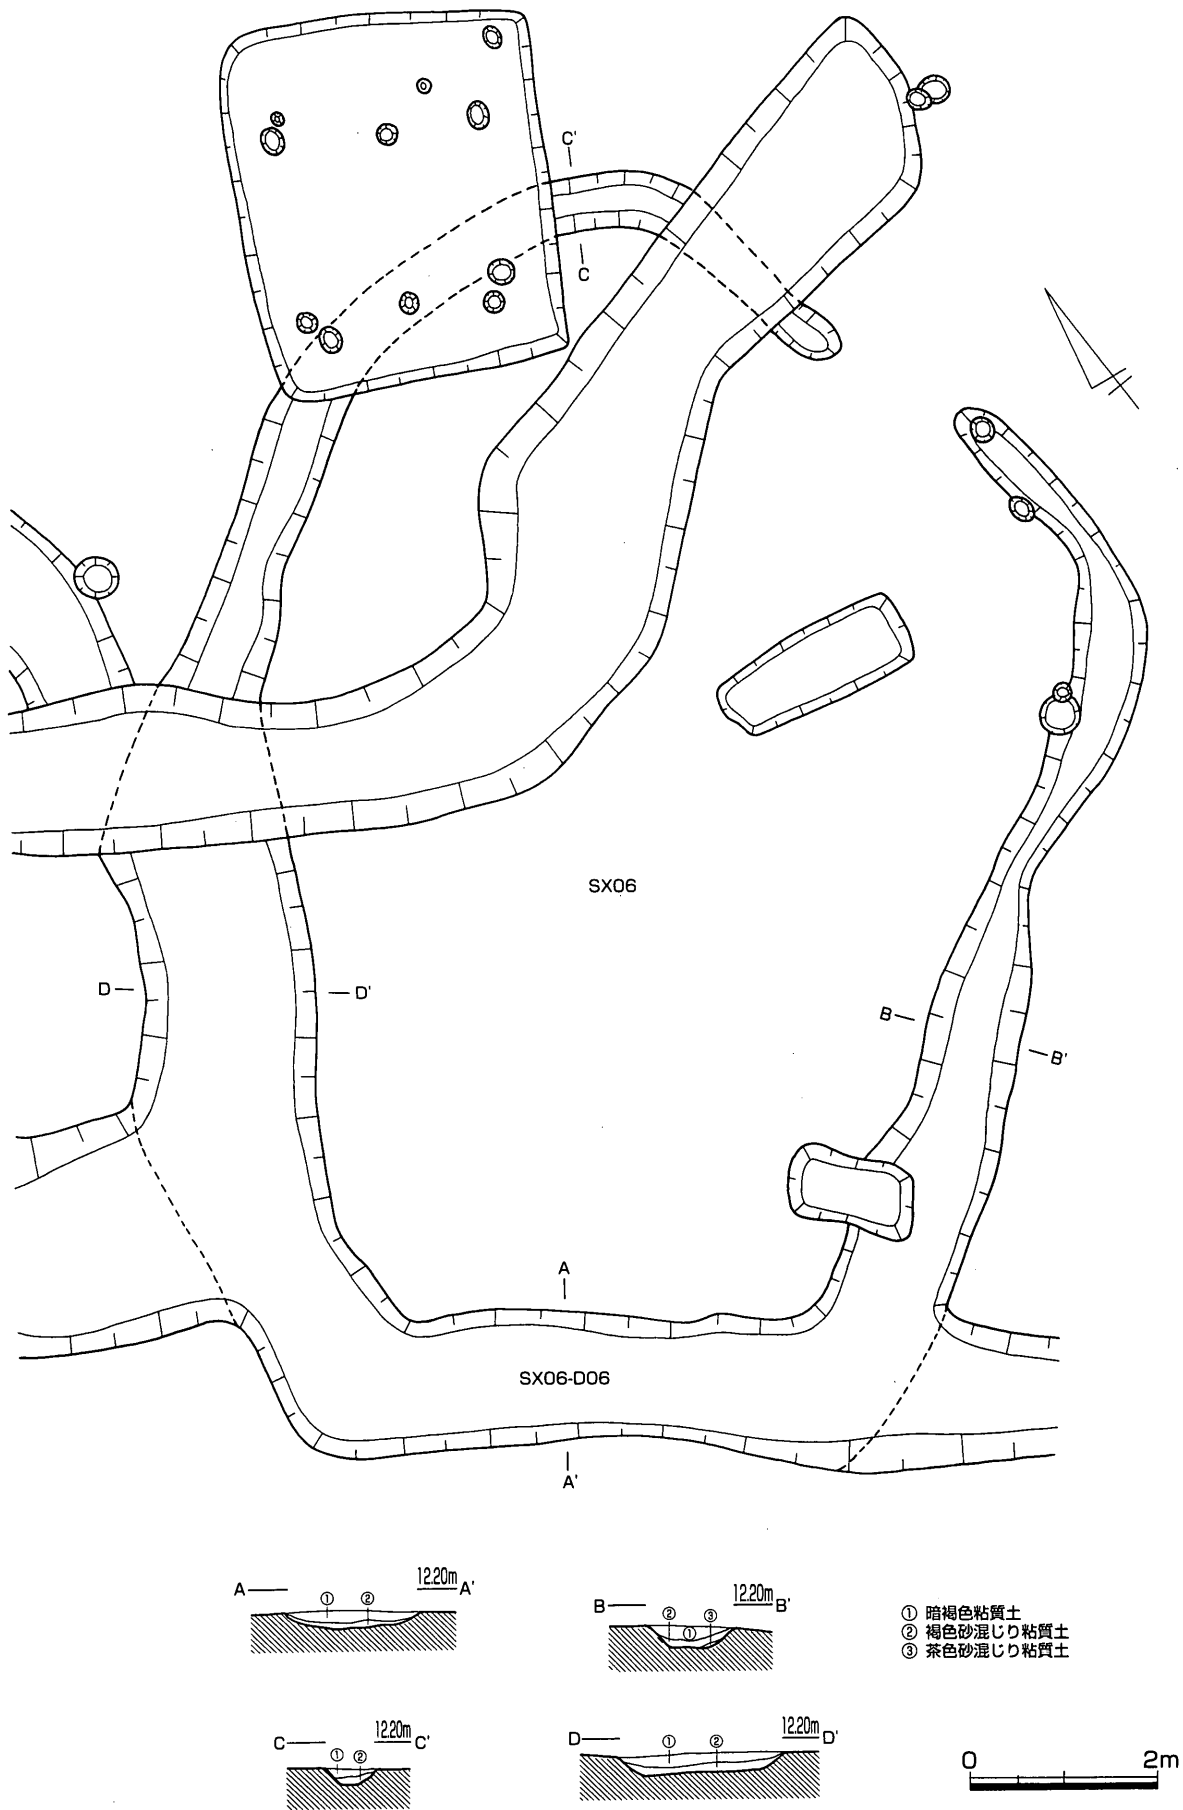 C'
C
SX06
D D'
B B'
A
SX06-D06
A'
A 12.20m A'
① ②
B 12.20m B'
② ① ③
① 暗褐色粘質土
② 褐色砂混じり粘質土
③ 茶色砂混じり粘質土
C 12.20m C'
① ②
D 12.20m D'
① ②
0 2m